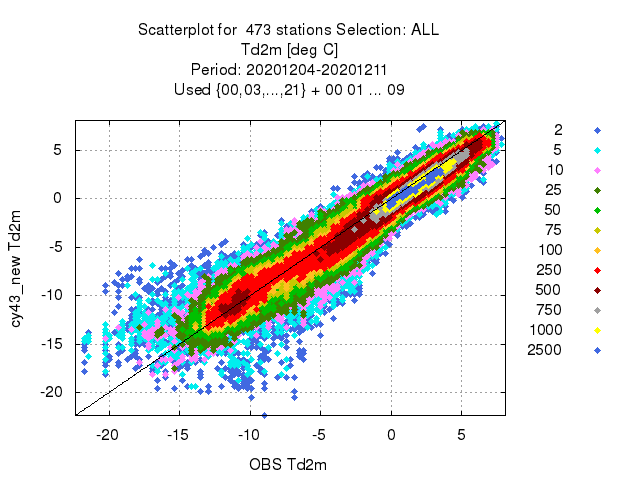 Scatterplot for  473 stations Selection: ALL
Td2m [deg C]
Period: 20201204-20201211
Used {00,03,...,21} + 00 01 ... 09
cy43_new Td2m
5
0
-5
-10
-15
-20
-20 -15 -10 -5 0 5
OBS Td2m
2
5
10
25
50
75
100
250
500
750
1000
2500